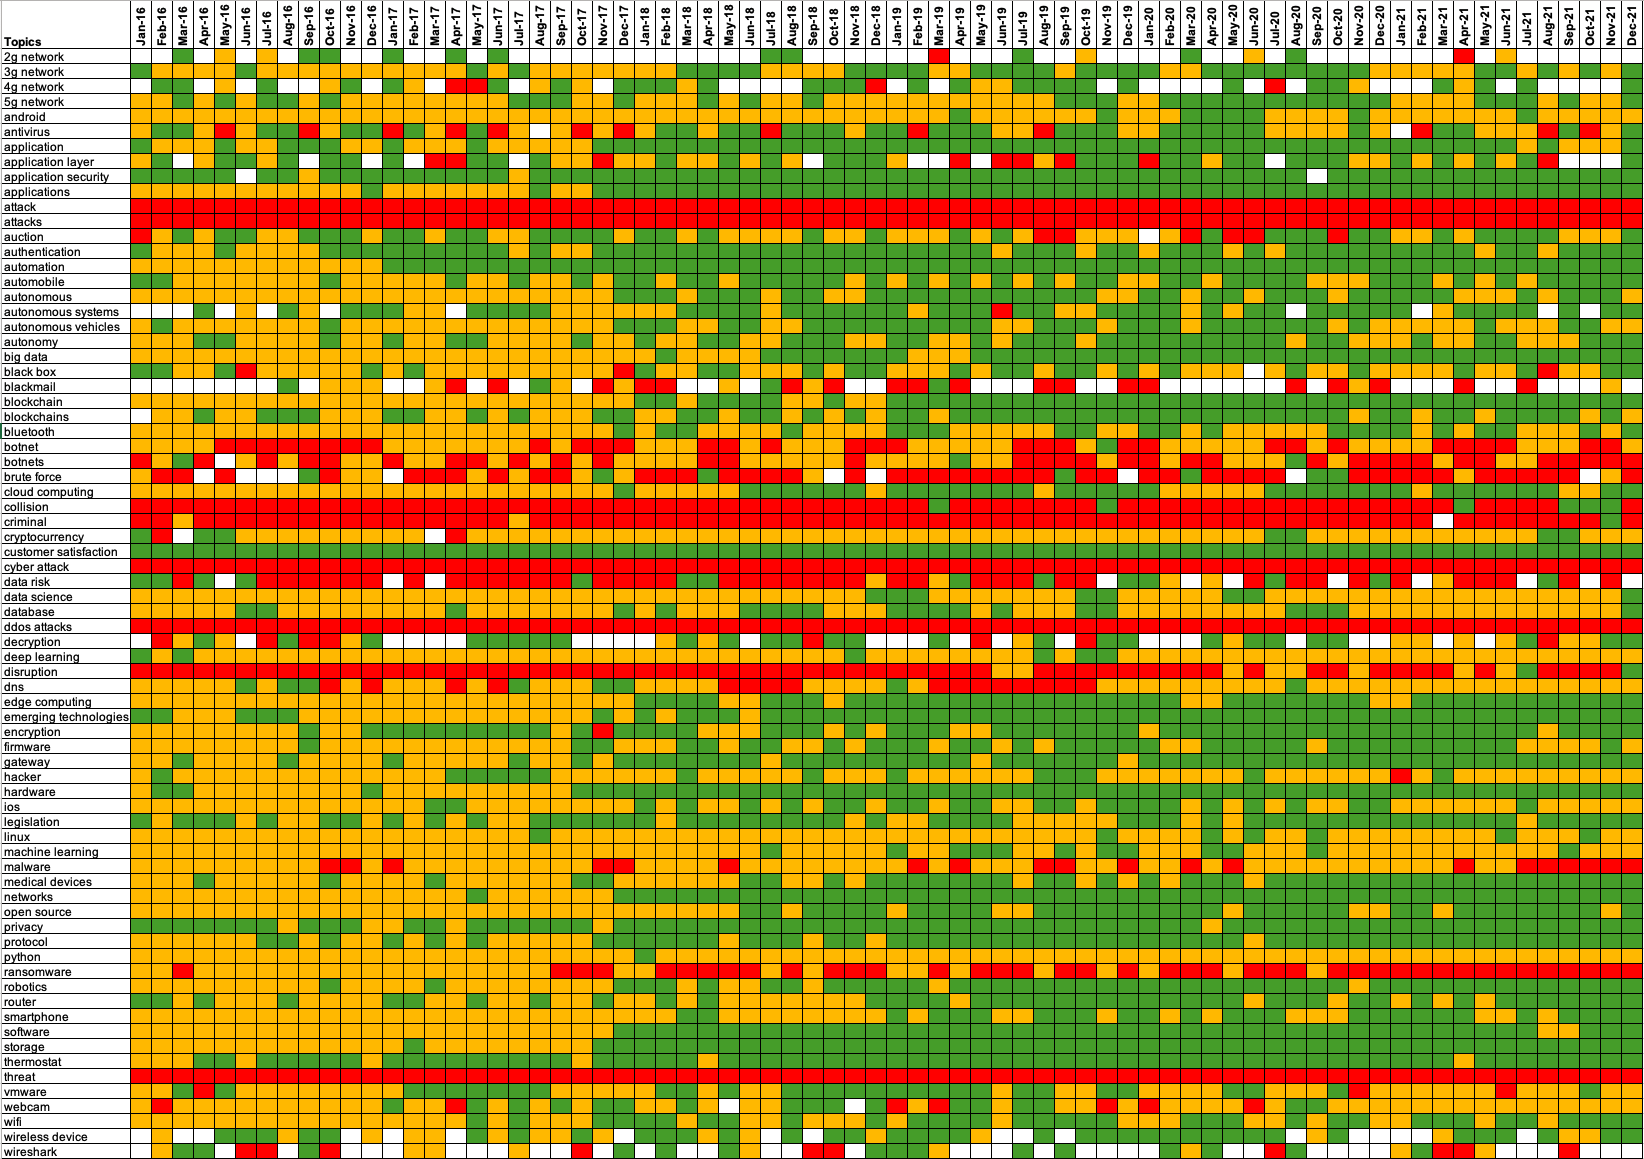 Topics Jan-16 Feb-16 Mar-16 Apr-16 May-16 Jun-16 Jul-16 Aug-16 Sep-16 Oct-16 Nov-16 Dec-16 Jan-17 Feb-17 Mar-17 Apr-17 May-17 Jun-17 Jul-17 Aug-17 Sep-17 Oct-17 Nov-17 Dec-17 Jan-18 Feb-18 Mar-18 Apr-18 May-18 Jun-18 Jul-18 Aug-18 Sep-18 Oct-18 Nov-18 Dec-18 Jan-19 Feb-19 Mar-19 Apr-19 May-19 Jun-19 Jul-19 Aug-19 Sep-19 Oct-19 Nov-19 Dec-19 Jan-20 Feb-20 Mar-20 Apr-20 May-20 Jun-20 Jul-20 Aug-20 Sep-20 Oct-20 Nov-20 Dec-20 Jan-21 Feb-21 Mar-21 Apr-21 May-21 Jun-21 Jul-21 Aug-21 Sep-21 Oct-21 Nov-21 Dec-21
2g network
3g network
4g network
5g network
android
antivirus
application
application layer
application security
applications
attack
attacks
auction
authentication
automation
automobile
autonomous
autonomous systems
autonomous vehicles
autonomy
big data
black box
blackmail
blockchain
blockchains
bluetooth
botnet
botnets
brute force
cloud computing
collision
criminal
cryptocurrency
customer satisfaction
cyber attack
data risk
data science
database
ddos attacks
decryption
deep learning
disruption
dns
edge computing
emerging technologies
encryption
firmware
gateway
hacker
hardware
ios
legislation
linux
machine learning
malware
medical devices
networks
open source
privacy
protocol
python
ransomware
robotics
router
smartphone
software
storage
thermostat
threat
vmware
webcam
wifi
wireless device
wireshark